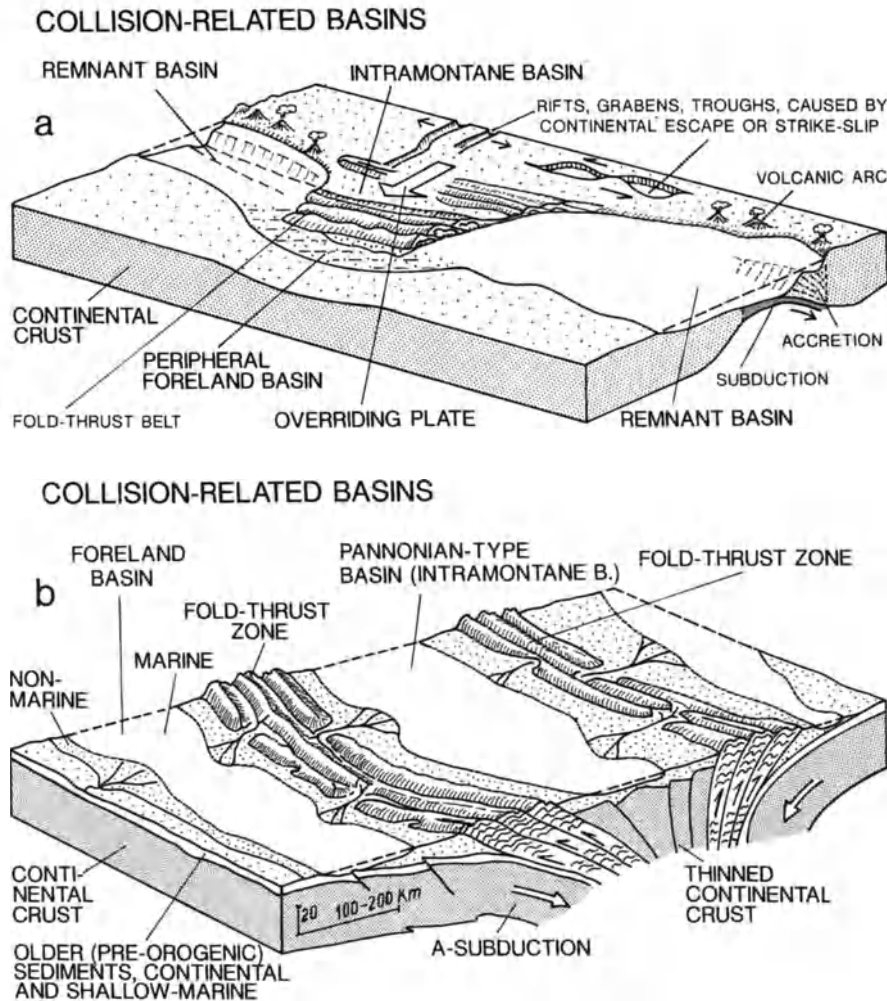 COLLISION-RELATED BASINS
a
REMNANT BASIN
INTRAMONTANE BASIN
RIFTS, GRABENS, TROUGHS, CAUSED BY
CONTINENTAL ESCAPE OR STRIKE-SLIP
VOLCANIC ARC
CONTINENTAL
CRUST
PERIPHERAL
FORELAND BASIN
FOLD-THRUST BELT
OVERRIDING PLATE
ACCRETION
SUBDUCTION
REMNANT BASIN
COLLISION-RELATED BASINS
b
FORELAND
BASIN
PANNONIAN-TYPE
BASIN (INTRAMONTANE B.)
FOLD-THRUST ZONE
FOLD-THRUST
ZONE
MARINE
NON-
MARINE
CONTI-
NENTAL
CRUST
20 100-200 Km
THINNED
CONTINENTAL
CRUST
A-SUBDUCTION
OLDER (PRE-OROGENIC)
SEDIMENTS, CONTINENTAL
AND SHALLOW-MARINE